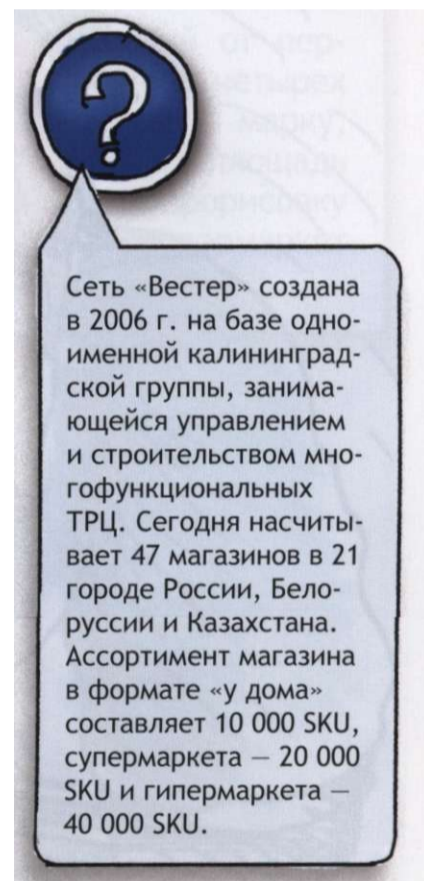 ?
Сеть «Вестер» создана
в 2006 г. на базе одно-
именной калининград-
ской группы, занима-
ющейся управлением
и строительством мно-
гофункциональных
ТРЦ. Сегодня насчиты-
вает 47 магазинов в 21
городе России, Бело-
руссии и Казахстана.
Ассортимент магазина
в формате «у дома»
составляет 10 000 SKU,
супермаркета — 20 000
SKU и гипермаркета —
40 000 SKU.